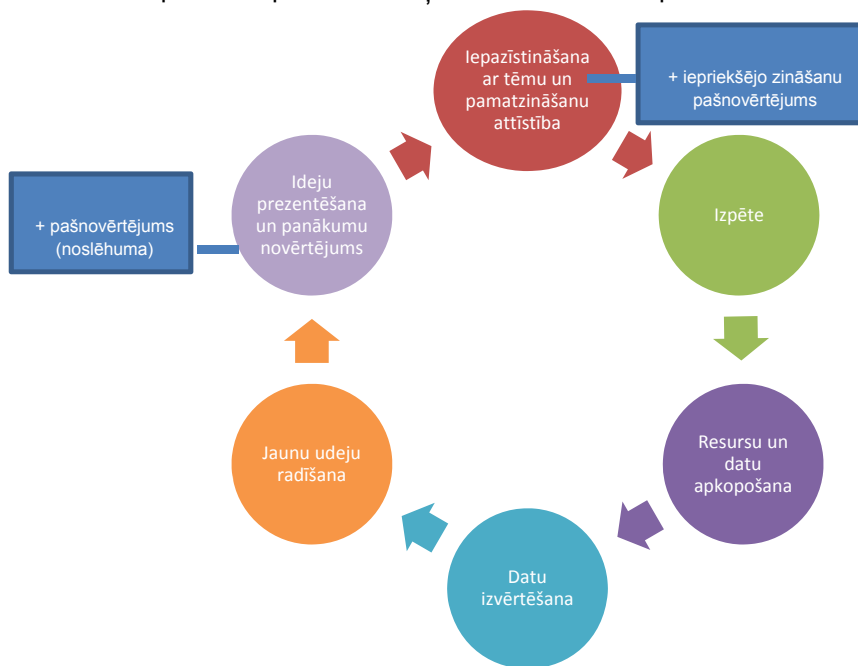 Iepazīstināšana
ar tēmu un
pamatzināšanu
attīstība
+ iepriekšējo zināšanu
pašnovērtējums
Izpēte
Resursu un
datu
apkopošana
Datu
izvērtēšana
Jaunu udeju
radīšana
Ideju
prezentēšana
un panākumu
novērtējums
+ pašnovērtējums
(noslēhuma)